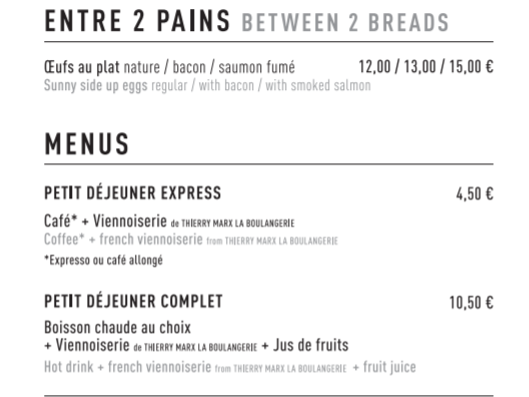 ENTRE 2 PAINS BETWEEN 2 BREADS
Œufs au plat nature / bacon / saumon fumé 12,00 / 13,00 / 15,00 €
Sunny side up eggs regular / with bacon / with smoked salmon
MENUS
PETIT DÉJEUNER EXPRESS 4,50 €
Café* + Viennoiserie de THIERRY MARX LA BOULANGERIE
Coffee* + french viennoiserie from THIERRY MARX LA BOULANGERIE
*Expresso ou café allongé
PETIT DÉJEUNER COMPLET 10,50 €
Boisson chaude au choix
+ Viennoiserie de THIERRY MARX LA BOULANGERIE + Jus de fruits
Hot drink + french viennoiserie from THIERRY MARX LA BOULANGERIE + fruit juice